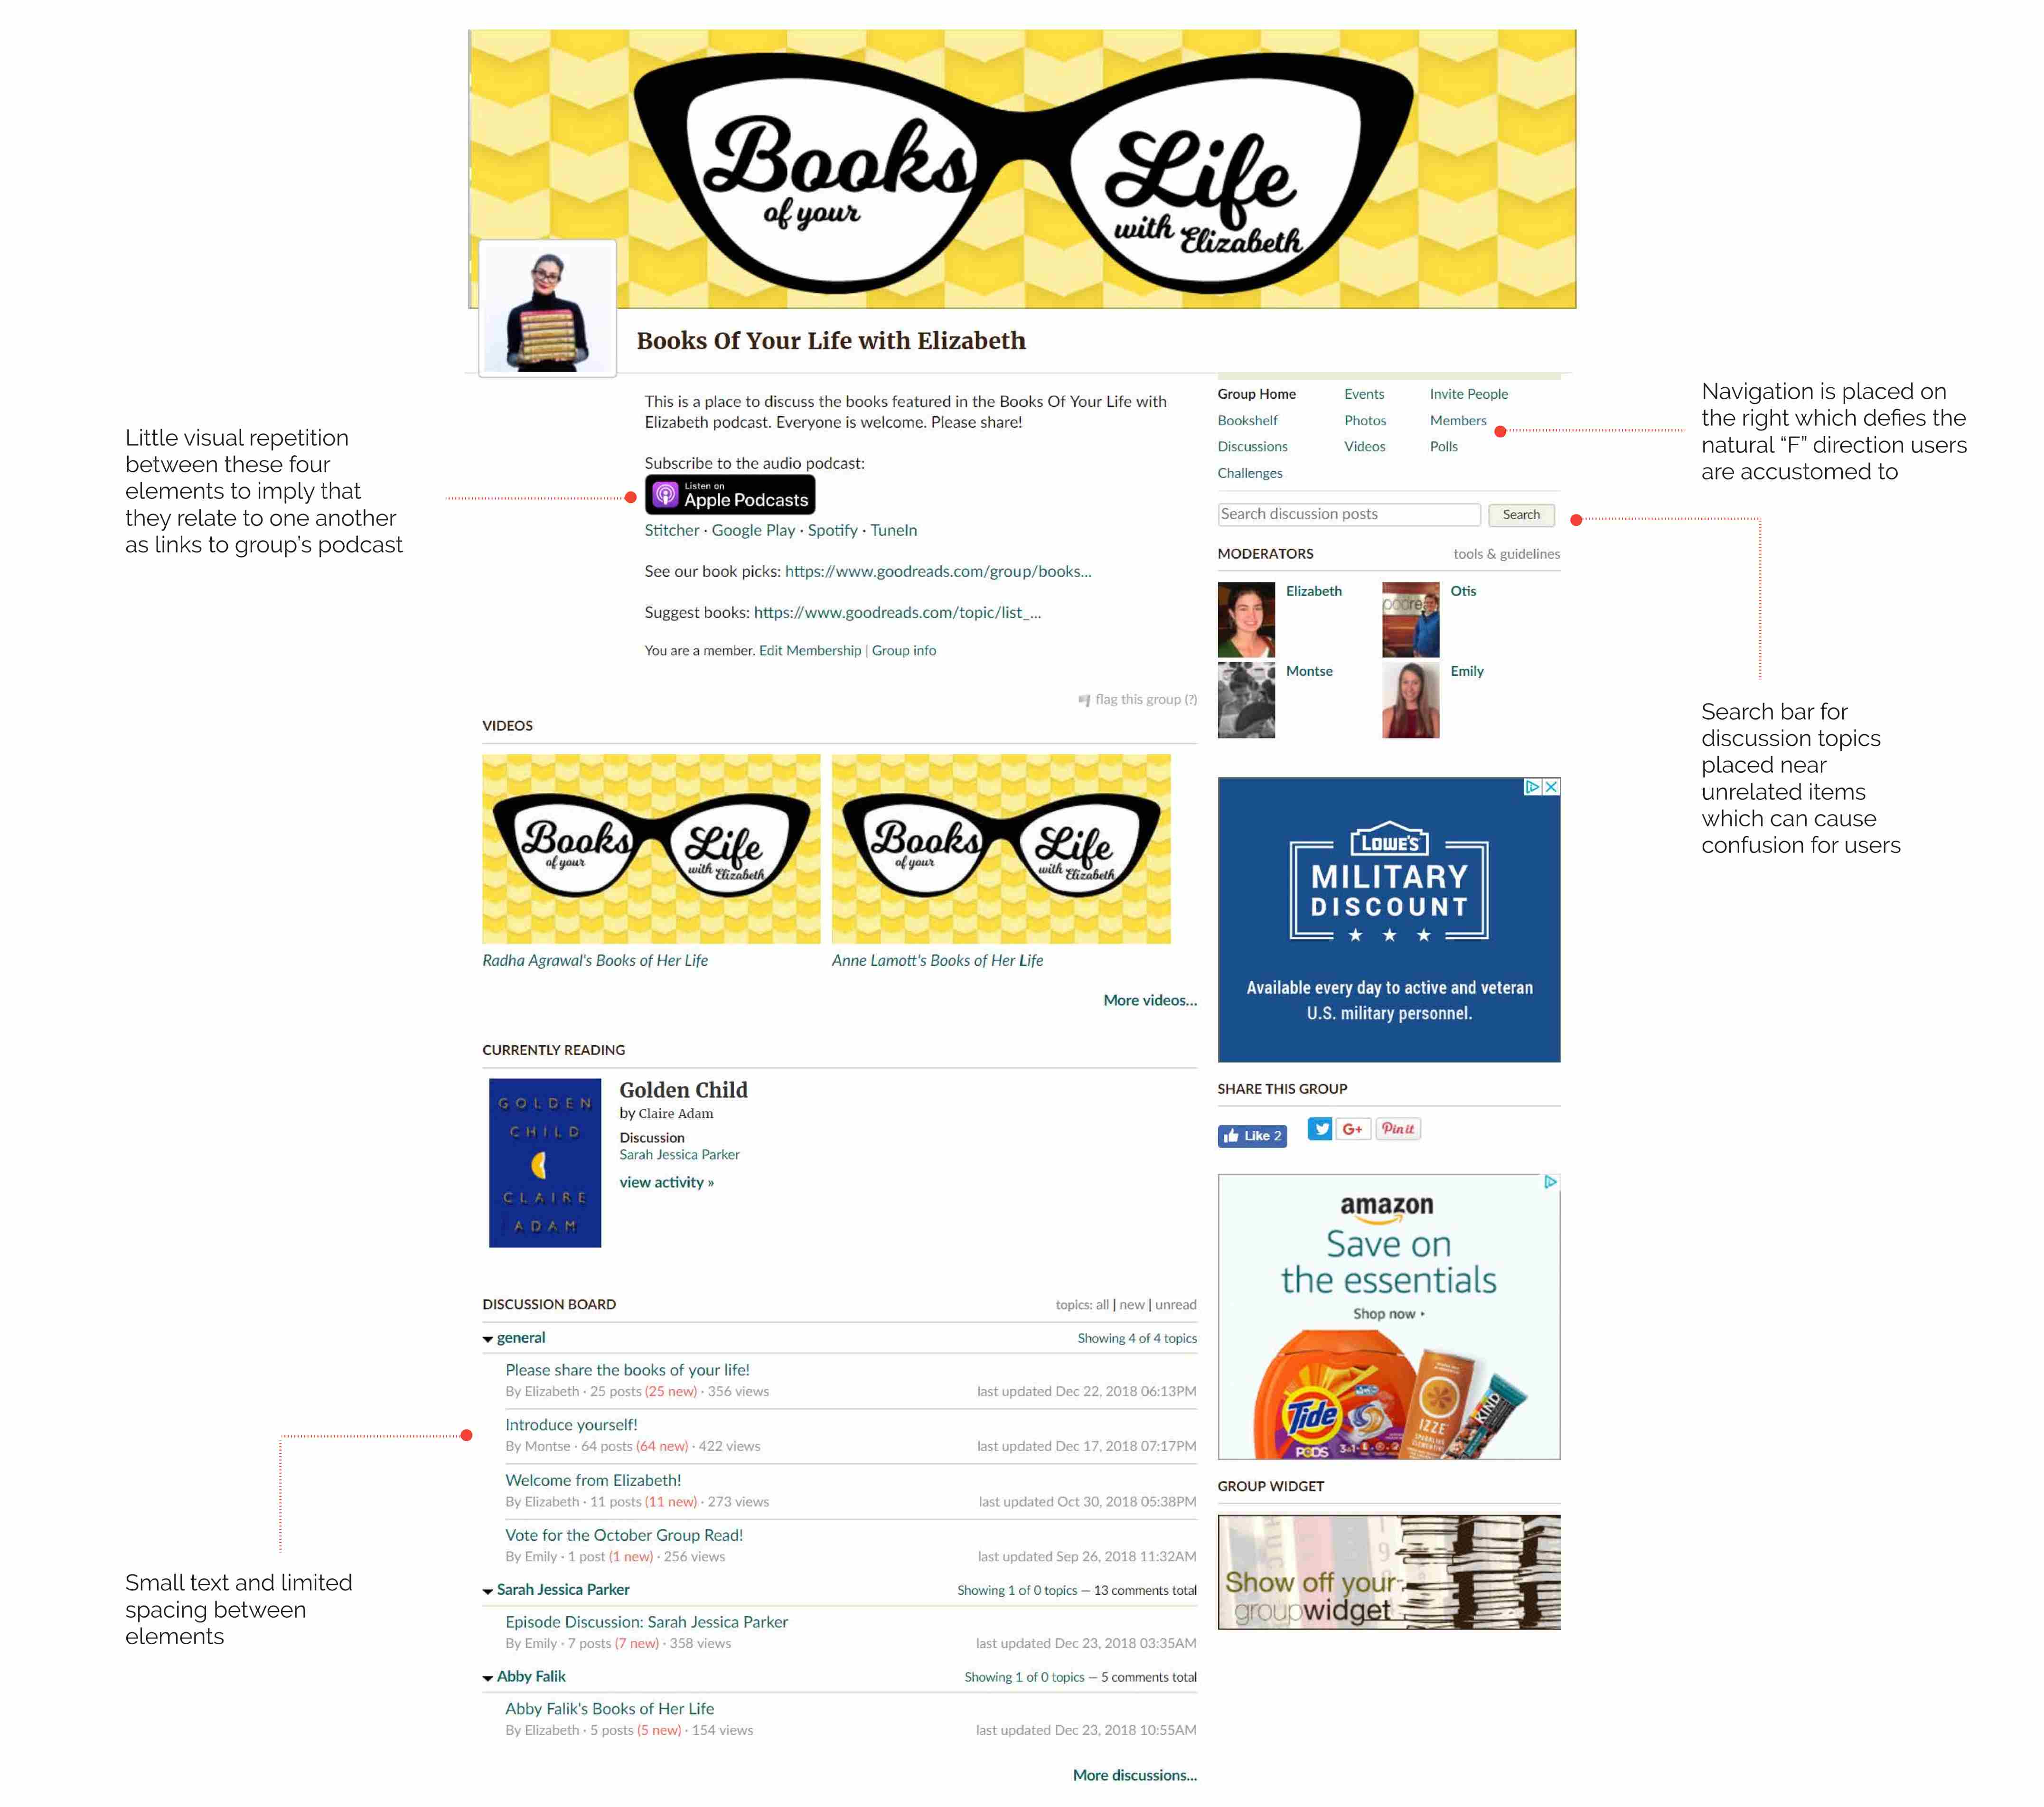 Books
of your
Life
with Elizabeth
Books Of Your Life with Elizabeth
This is a place to discuss the books featured in the Books Of Your Life with
Elizabeth podcast. Everyone is welcome. Please share!
Subscribe to the audio podcast:
Listen on
Apple Podcasts
Stitcher · Google Play · Spotify · TuneIn
See our book picks: https://www.goodreads.com/group/books...
Suggest books: https://www.goodreads.com/topic/list_...
You are a member. Edit Membership | Group info
flag this group (?)
Little visual repetition
between these four
elements to imply that
they relate to one another
as links to group's podcast
Group Home Events Invite People
Bookshelf Photos Members
Discussions Videos Polls
Challenges
Search discussion posts Search
MODERATORS tools & guidelines
Elizabeth Otis
Montse Emily
Navigation is placed on
the right which defies the
natural “F” direction users
are accustomed to
Search bar for
discussion topics
placed near
unrelated items
which can cause
confusion for users
VIDEOS
Books
of your
Life
with Elizabeth
Books
of your
Life
with Elizabeth
Radha Agrawal's Books of Her Life
Anne Lamott's Books of Her Life
More videos...
LOWE'S
MILITARY
DISCOUNT
Available every day to active and veteran
U.S. military personnel.
CURRENTLY READING
GOLDEN
CHILD
CLAIRE
ADAM
Golden Child
by Claire Adam
Discussion
Sarah Jessica Parker
view activity »
SHARE THIS GROUP
Like 2
G+
Pin it
amazon
Save on
the essentials
Shop now
Tide
PODS
3in1
IZZE
KIND
DISCUSSION BOARD topics: all | new | unread
general Showing 4 of 4 topics
Please share the books of your life!
By Elizabeth · 25 posts (25 new) · 356 views last updated Dec 22, 2018 06:13PM
Introduce yourself!
By Montse · 64 posts (64 new) · 422 views last updated Dec 17, 2018 07:17PM
Welcome from Elizabeth!
By Elizabeth · 11 posts (11 new) · 273 views last updated Oct 30, 2018 05:38PM
Vote for the October Group Read!
By Emily · 1 post (1 new) · 256 views last updated Sep 26, 2018 11:32AM
Sarah Jessica Parker Showing 1 of 0 topics — 13 comments total
Episode Discussion: Sarah Jessica Parker
By Emily · 7 posts (7 new) · 358 views last updated Dec 23, 2018 03:35AM
Abby Falik Showing 1 of 0 topics — 5 comments total
Abby Falik's Books of Her Life
By Elizabeth · 5 posts (5 new) · 154 views last updated Dec 23, 2018 10:55AM
More discussions...
GROUP WIDGET
Show off your
groupwidget
Small text and limited
spacing between
elements